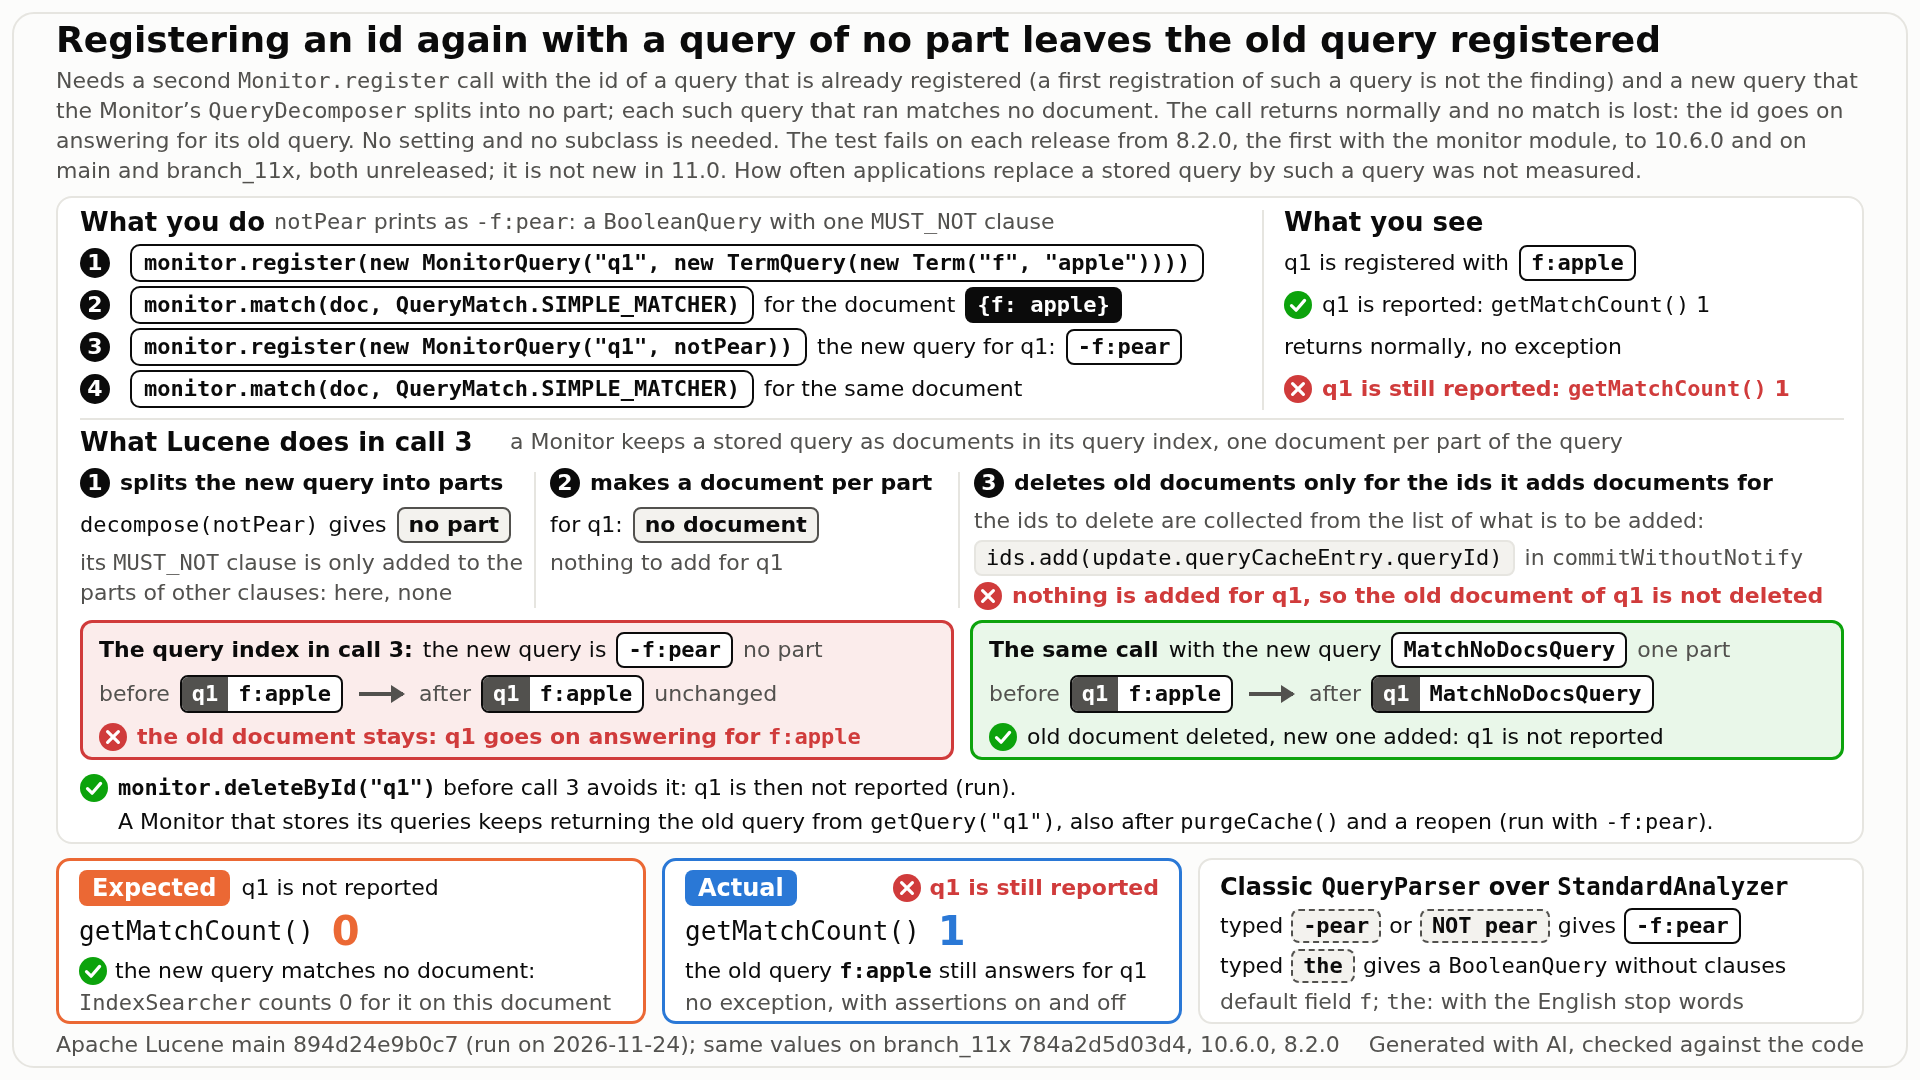 Registering an id again with a query of no part leaves the old query registered
Needs a second Monitor.register call with the id of a query that is already registered (a first registration of such a query is not the finding) and a new query that
the Monitor’s QueryDecomposer splits into no part; each such query that ran matches no document. The call returns normally and no match is lost: the id goes on
answering for its old query. No setting and no subclass is needed. The test fails on each release from 8.2.0, the first with the monitor module, to 10.6.0 and on
main and branch_11x, both unreleased; it is not new in 11.0. How often applications replace a stored query by such a query was not measured.
What you do notPear prints as -f:pear: a BooleanQuery with one MUST_NOT clause
1 monitor.register(new MonitorQuery("q1", new TermQuery(new Term("f", "apple"))))
2 monitor.match(doc, QueryMatch.SIMPLE_MATCHER) for the document {f: apple}
3 monitor.register(new MonitorQuery("q1", notPear)) the new query for q1: -f:pear
4 monitor.match(doc, QueryMatch.SIMPLE_MATCHER) for the same document
What you see
q1 is registered with f:apple
q1 is reported: getMatchCount() 1
returns normally, no exception
q1 is still reported: getMatchCount() 1
What Lucene does in call 3 a Monitor keeps a stored query as documents in its query index, one document per part of the query
1 splits the new query into parts
decompose(notPear) gives no part
its MUST_NOT clause is only added to the
parts of other clauses: here, none
2 makes a document per part
for q1: no document
nothing to add for q1
3 deletes old documents only for the ids it adds documents for
the ids to delete are collected from the list of what is to be added:
ids.add(update.queryCacheEntry.queryId) in commitWithoutNotify
nothing is added for q1, so the old document of q1 is not deleted
The query index in call 3: the new query is -f:pear no part
before q1 f:apple after q1 f:apple unchanged
the old document stays: q1 goes on answering for f:apple
The same call with the new query MatchNoDocsQuery one part
before q1 f:apple after q1 MatchNoDocsQuery
old document deleted, new one added: q1 is not reported
monitor.deleteById("q1") before call 3 avoids it: q1 is then not reported (run).
A Monitor that stores its queries keeps returning the old query from getQuery("q1"), also after purgeCache() and a reopen (run with -f:pear).
Expected q1 is not reported
getMatchCount() 0
the new query matches no document:
IndexSearcher counts 0 for it on this document
Actual q1 is still reported
getMatchCount() 1
the old query f:apple still answers for q1
no exception, with assertions on and off
Classic QueryParser over StandardAnalyzer
typed -pear or NOT pear gives -f:pear
typed the gives a BooleanQuery without clauses
default field f; the: with the English stop words
Apache Lucene main 894d24e9b0c7 (run on 2026-11-24); same values on branch_11x 784a2d5d03d4, 10.6.0, 8.2.0 Generated with AI, checked against the code